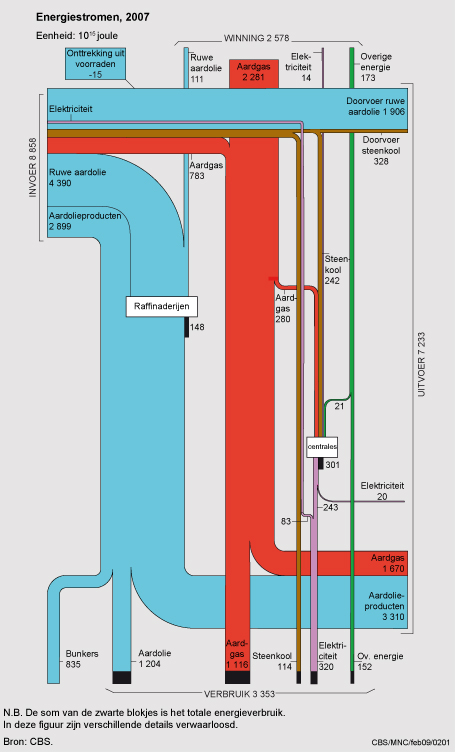 Energiestromen, 2007
Eenheid: 10¹⁵ joule
WINNING 2 578
Onttrekking uit
voorraden
-15
Ruwe
aardolie
111
Aardgas
2 281
Elek-
triciteit
14
Overige
energie
173
INVOER 8 858
Elektriciteit
Doorvoer ruwe
aardolie 1 906
Doorvoer
steenkool
328
Ruwe aardolie
4 390
Aardgas
783
Aardolieproducten
2 899
Steen-
kool
242
Aard-
gas
280
Raffinaderijen
148
UITVOER 7 233
21
centrales
301
Elektriciteit
20
243
83
Aardgas
1 670
Aardolie-
producten
3 310
Bunkers
835
Aardolie
1 204
Aard-
gas
1 116
Steenkool
114
Elektri-
citeit
320
Ov. energie
152
VERBRUIK 3 353
N.B. De som van de zwarte blokjes is het totale energieverbruik.
In deze figuur zijn verschillende details verwaarloosd.
Bron: CBS.
CBS/MNC/feb09/0201